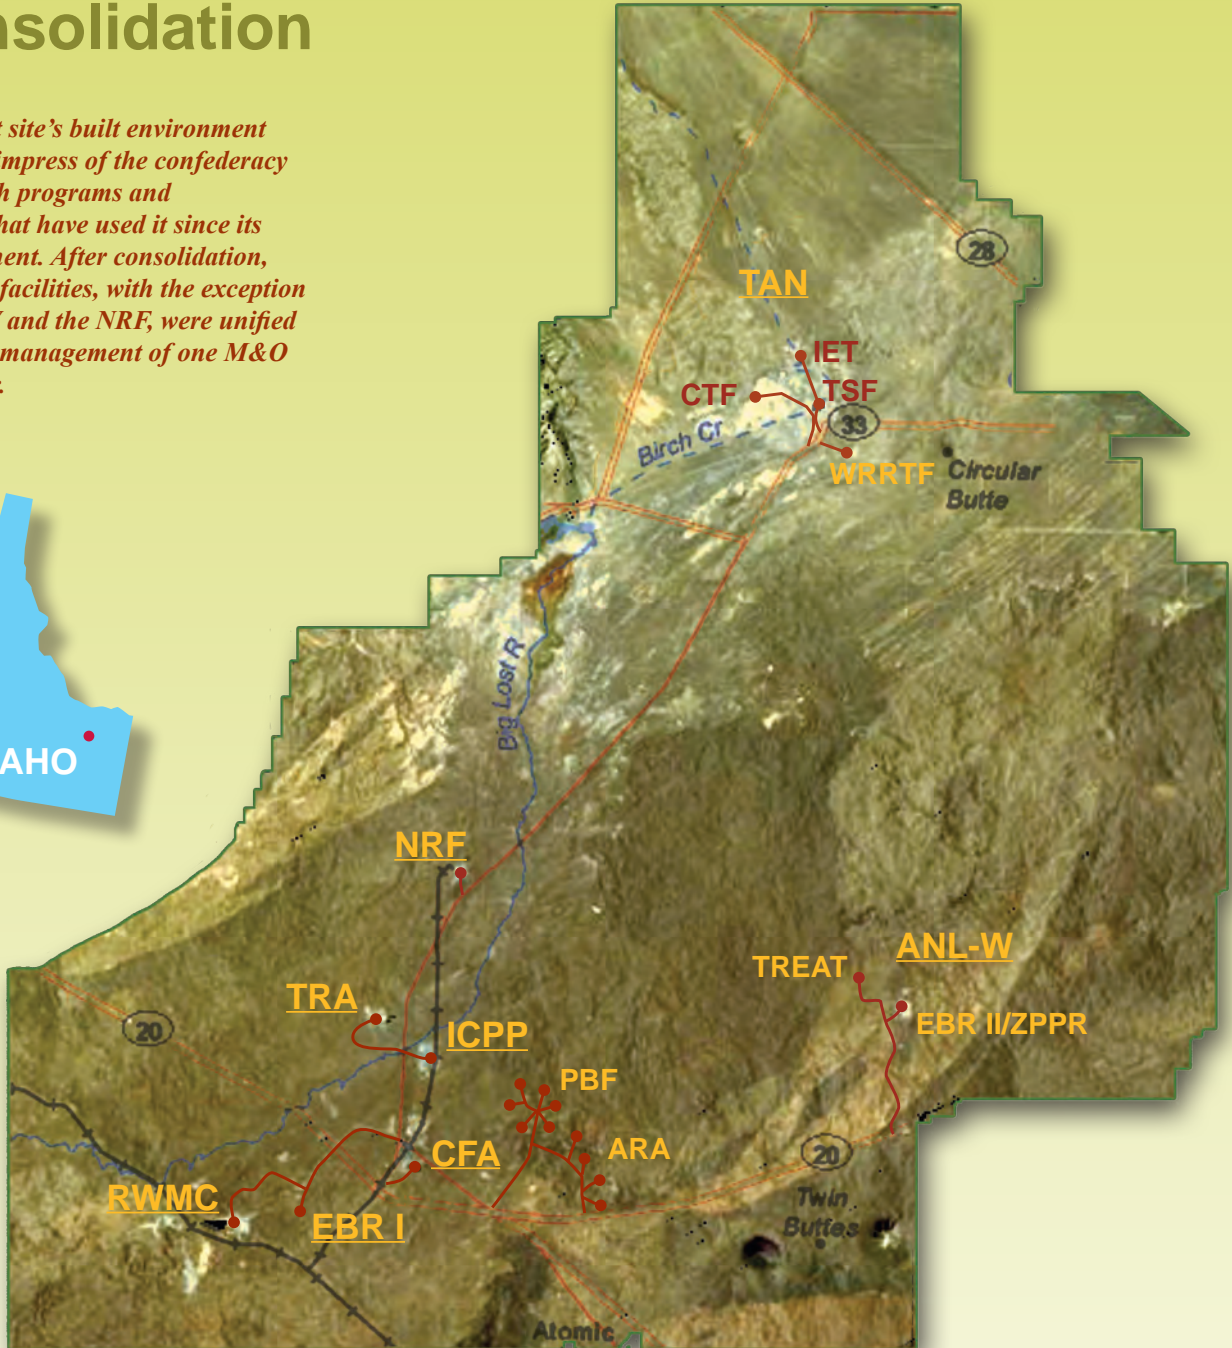 nsolidation
t site's built environment
impress of the confederacy
h programs and
hat have used it since its
ment. After consolidation,
facilities, with the exception
and the NRF, were unified
management of one M&O
28
TAN
IET
CTF
TSF
33
Birch Cr
WRRTF
Circular
Butte
Big Lost R
AHO
NRF
ANL-W
TREAT
TRA
EBR II/ZPPR
20
ICPP
PBF
ARA
CFA
20
RWMC
Twin
Buttes
EBR I
Atomic